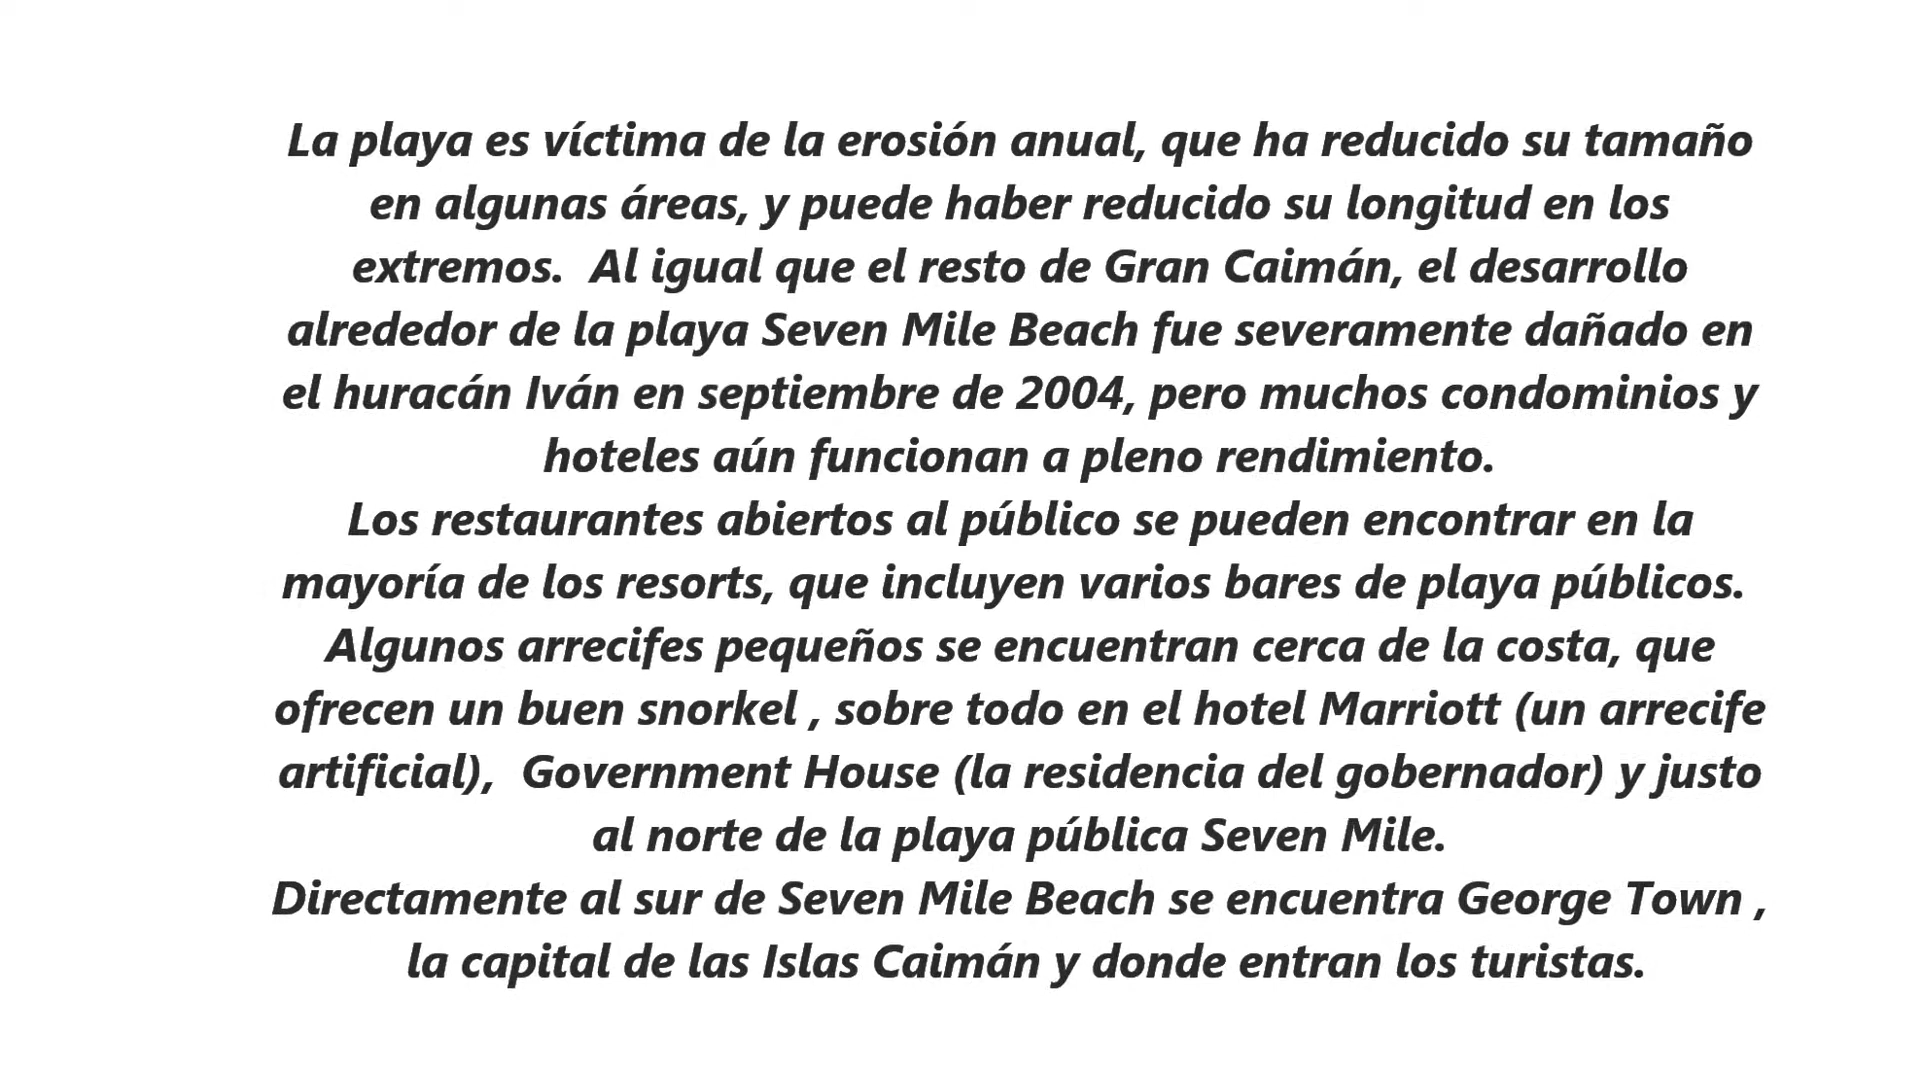 La playa es víctima de la erosión anual, que ha reducido su tamaño
en algunas áreas, y puede haber reducido su longitud en los
extremos.  Al igual que el resto de Gran Caimán, el desarrollo
alrededor de la playa Seven Mile Beach fue severamente dañado en
el huracán Iván en septiembre de 2004, pero muchos condominios y
hoteles aún funcionan a pleno rendimiento.
Los restaurantes abiertos al público se pueden encontrar en la
mayoría de los resorts, que incluyen varios bares de playa públicos.
Algunos arrecifes pequeños se encuentran cerca de la costa, que
ofrecen un buen snorkel , sobre todo en el hotel Marriott (un arrecife
artificial),  Government House (la residencia del gobernador) y justo
al norte de la playa pública Seven Mile.
Directamente al sur de Seven Mile Beach se encuentra George Town ,
la capital de las Islas Caimán y donde entran los turistas.